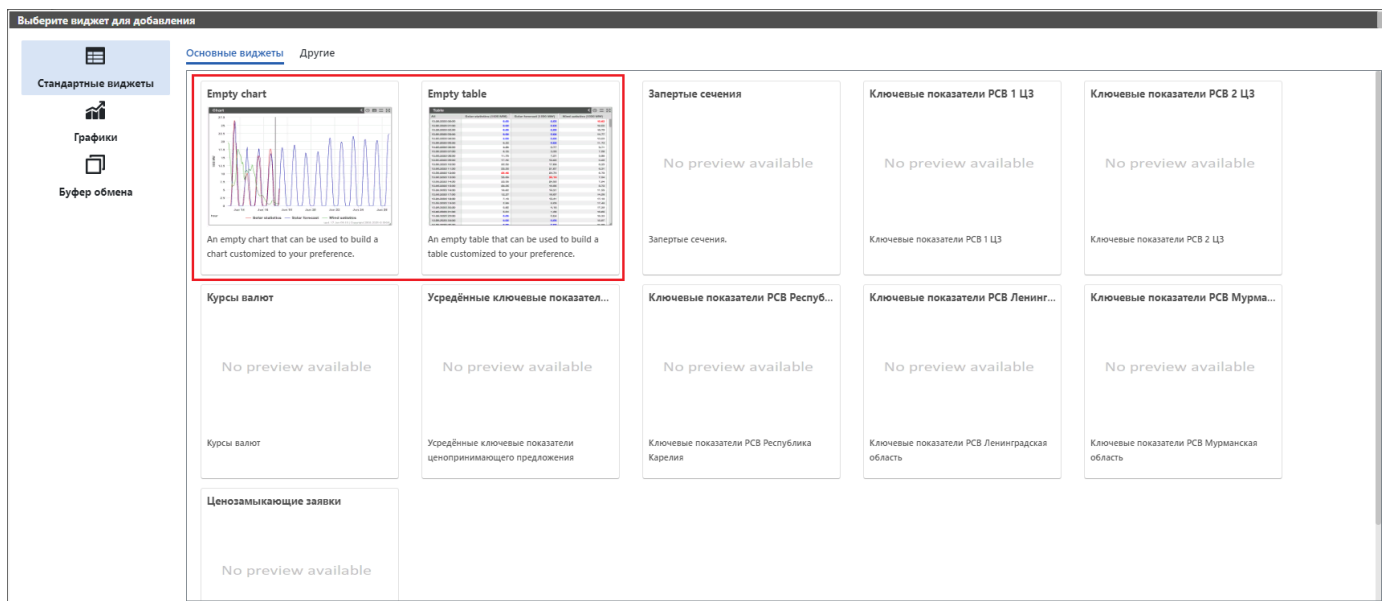 Выберите виджет для добавления
Стандартные виджеты
Графики
Буфер обмена
Основные виджеты Другие
Empty chart
An empty chart that can be used to build a
chart customized to your preference.
Empty table
An empty table that can be used to build a
table customized to your preference.
Запертые сечения
No preview available
Запертые сечения.
Ключевые показатели РСВ 1 ЦЗ
No preview available
Ключевые показатели РСВ 1 ЦЗ
Ключевые показатели РСВ 2 ЦЗ
No preview available
Ключевые показатели РСВ 2 ЦЗ
Курсы валют
No preview available
Курсы валют
Усреднённые ключевые показател...
No preview available
Усреднённые ключевые показатели
ценопринимающего предложения
Ключевые показатели РСВ Респуб...
No preview available
Ключевые показатели РСВ Республика
Карелия
Ключевые показатели РСВ Ленинг...
No preview available
Ключевые показатели РСВ Ленинградская
область
Ключевые показатели РСВ Мурма...
No preview available
Ключевые показатели РСВ Мурманская
область
Ценозамыкающие заявки
No preview available